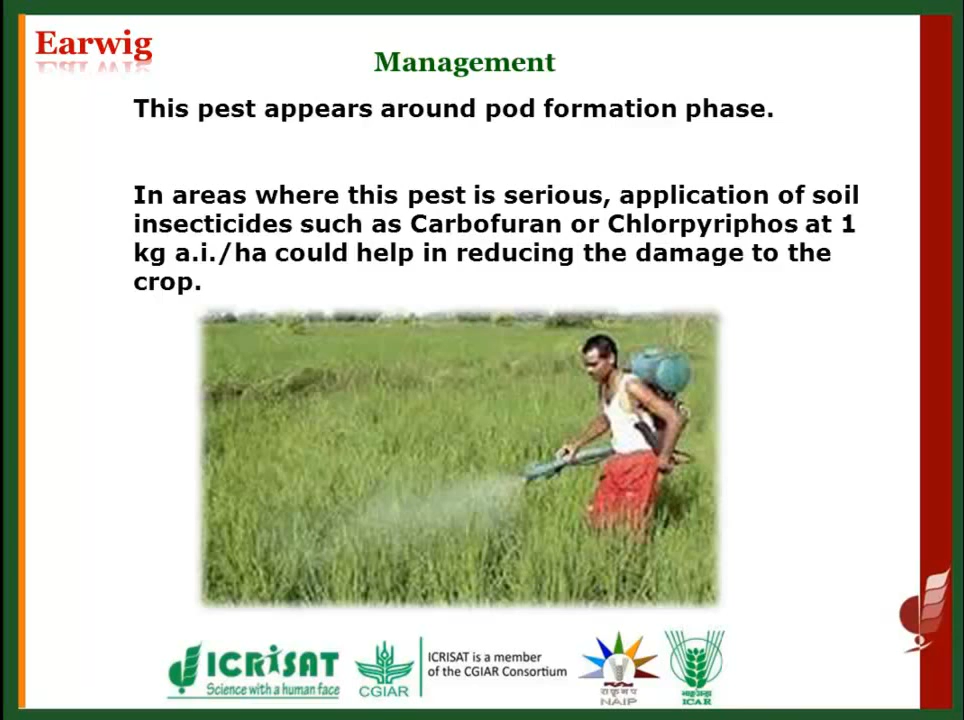 Earwig
Management
This pest appears around pod formation phase.
In areas where this pest is serious, application of soil
insecticides such as Carbofuran or Chlorpyriphos at 1
kg a.i./ha could help in reducing the damage to the
crop.
ICRISAT
Science with a human face
CGIAR
ICRISAT is a member
of the CGIAR Consortium
NAIP
ICAR